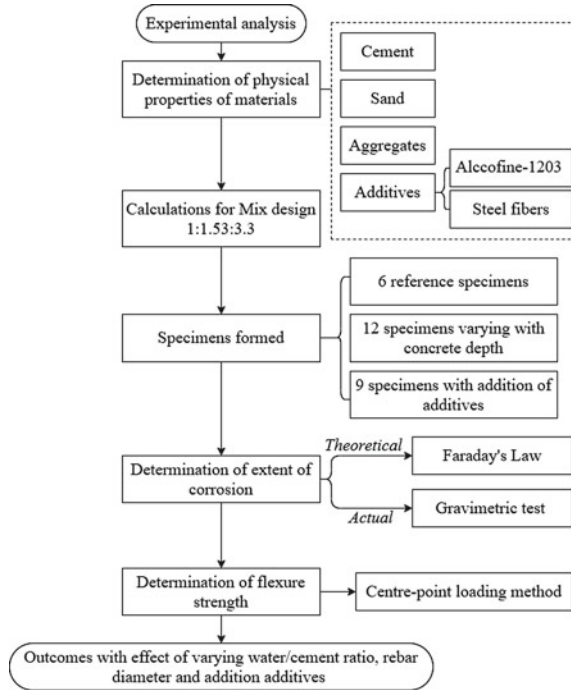 Experimental analysis
Determination of physical
properties of materials
Cement
Sand
Aggregates
Additives
Alccofine-1203
Steel fibers
Calculations for Mix design
1:1.53:3.3
Specimens formed
6 reference specimens
12 specimens varying with
concrete depth
9 specimens with addition of
additives
Determination of extent of
corrosion
Theoretical
Faraday's Law
Actual
Gravimetric test
Determination of flexure
strength
Centre-point loading method
Outcomes with effect of varying water/cement ratio, rebar
diameter and addition additives